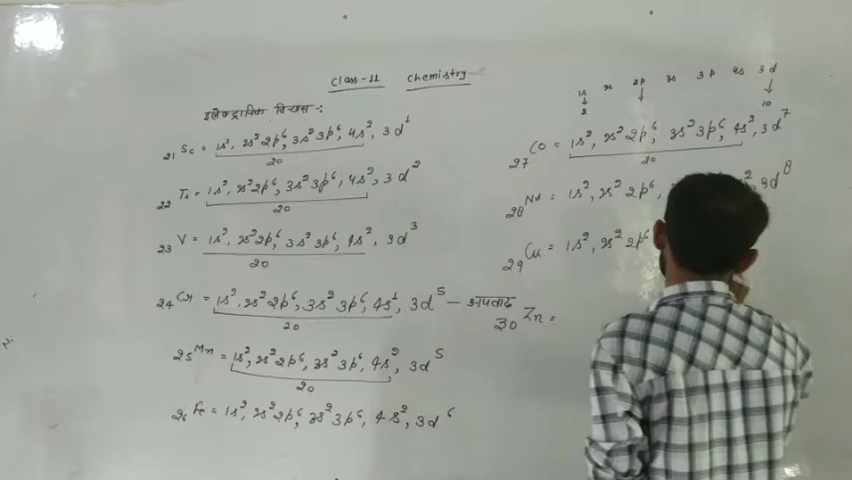 Class-11 Chemistry
इलेक्ट्रानिक विन्यास :-
21 Sc = 1s², 2s² 2p⁶, 3s² 3p⁶, 4s², 3d¹
20
22 Ti = 1s², 2s² 2p⁶, 3s² 3p⁶, 4s², 3d²
20
23 V = 1s², 2s² 2p⁶, 3s² 3p⁶, 4s², 3d³
20
24 Cr = 1s², 2s² 2p⁶, 3s² 3p⁶, 4s¹, 3d⁵ - अपवाद
20
25 Mn = 1s², 2s² 2p⁶, 3s² 3p⁶, 4s², 3d⁵
20
26 Fe = 1s², 2s² 2p⁶, 3s² 3p⁶, 4s², 3d⁶
1s 2s 2p 3s 3p 4s 3d
2 10
27 CO = 1s², 2s² 2p⁶, 3s² 3p⁶, 4s², 3d⁷
20
28 = 1s², 2s² 2p⁶, ² 3d⁸
29 Cu = 1s², 2s² 2p⁶
30 Zn =